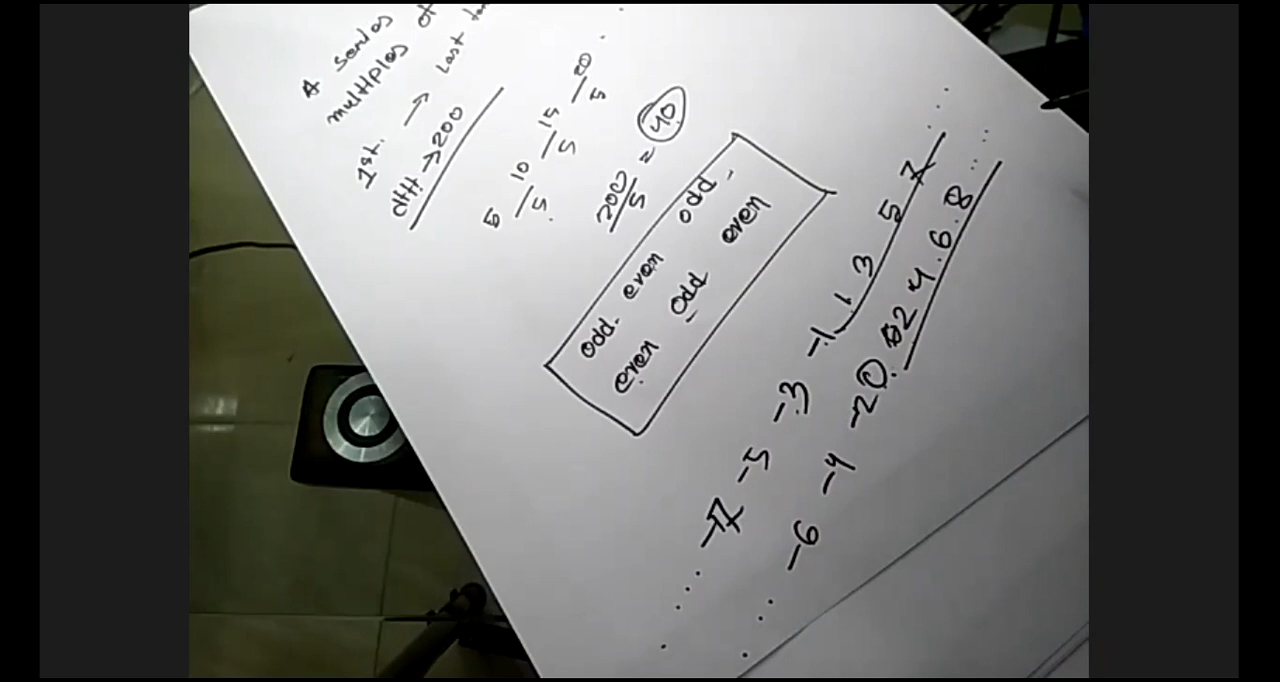 A series
multiples of
1st. → Last
diff → 200
5 10/5 15/5 20/5 .
200/5 = 40
odd. even odd.
even odd even
... -7 -5 -3 -1 1 3 5 7 ...
... -6 -4 -2 0. 2 4. 6. 8 ...